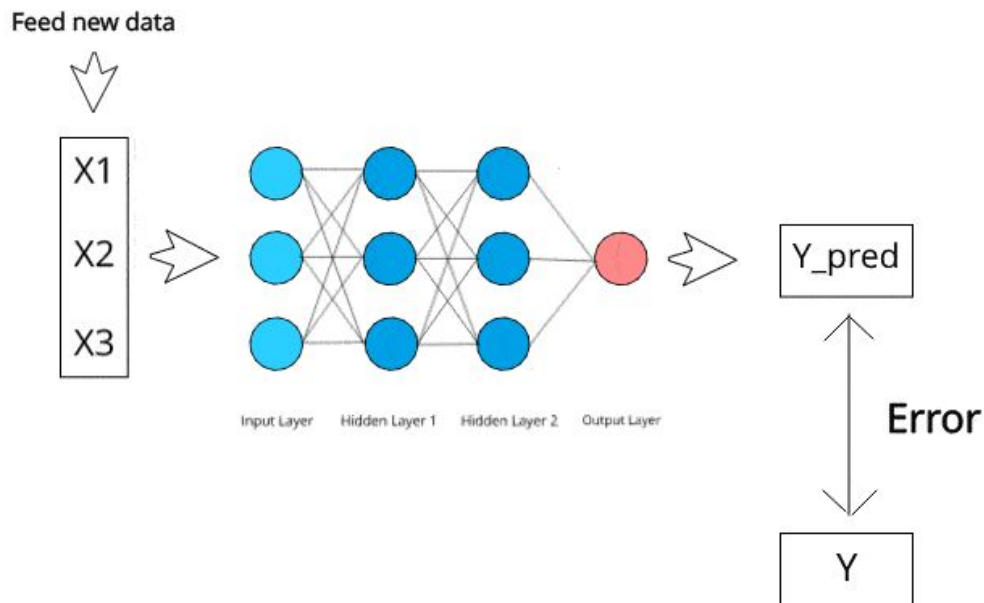 Feed new data
X1
X2
X3
Input Layer
Hidden Layer 1
Hidden Layer 2
Output Layer
Y_pred
Error
Y